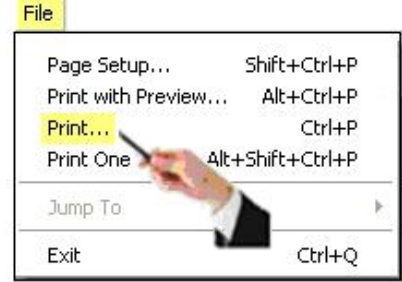 File
Page Setup... Shift+Ctrl+P
Print with Preview... Alt+Ctrl+P
Print... Ctrl+P
Print One Alt+Shift+Ctrl+P
Jump To
Exit Ctrl+Q